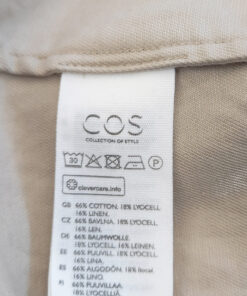 COS
COLLECTION OF STYLE
30
P
clevercare.info
GB 66% COTTON, 18% LYOCELL,
16% LINEN.
CZ 66% BAVLNA, 18% LYOCELL,
16% LEN.
DE 66% BAUMWOLLE,
18% LYOCELL, 16% LEINEN.
EE 66% PUUVILL, 18% LYOCELL,
16% LINA.
ES 66% ALGODÓN, 18%
16% LINO.
FI 66% PUUVILLAA,
18% LYOCELLIÄ,